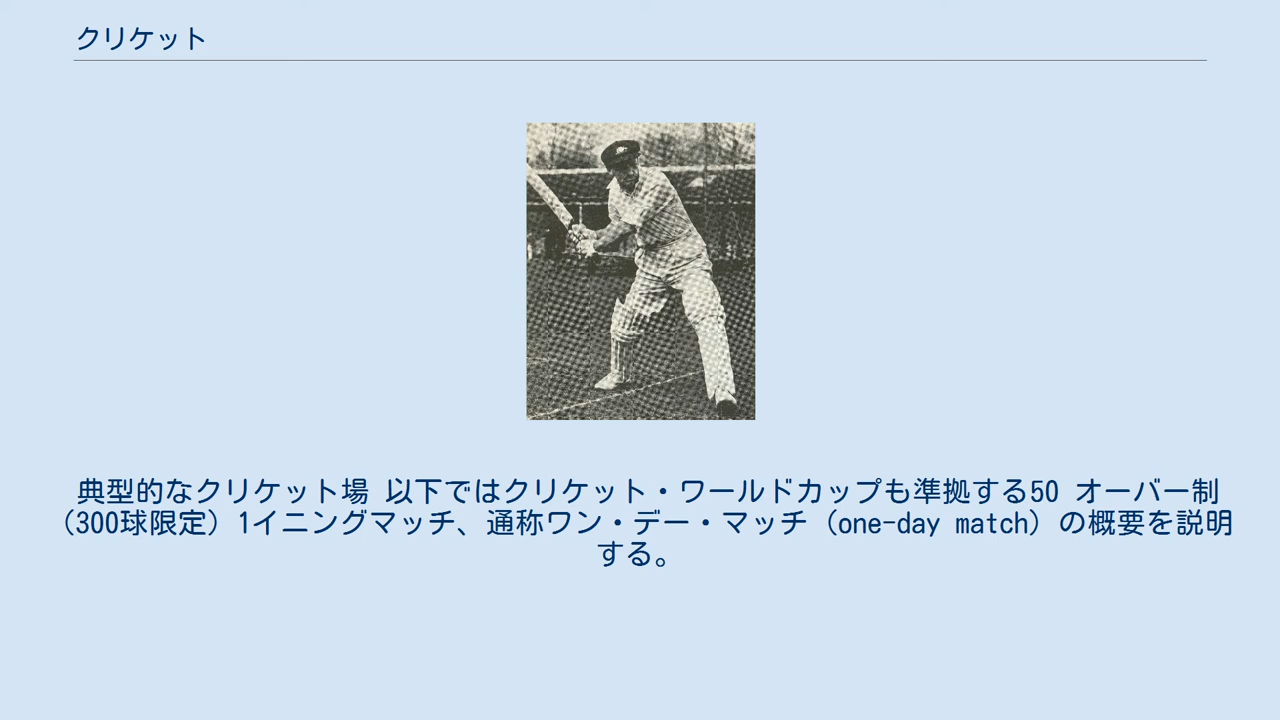 クリケット
典型的なクリケット場 以下ではクリケット・ワールドカップも準拠する50 オーバー制
（300球限定）1イニングマッチ、通称ワン・デー・マッチ（one-day match）の概要を説明
する。